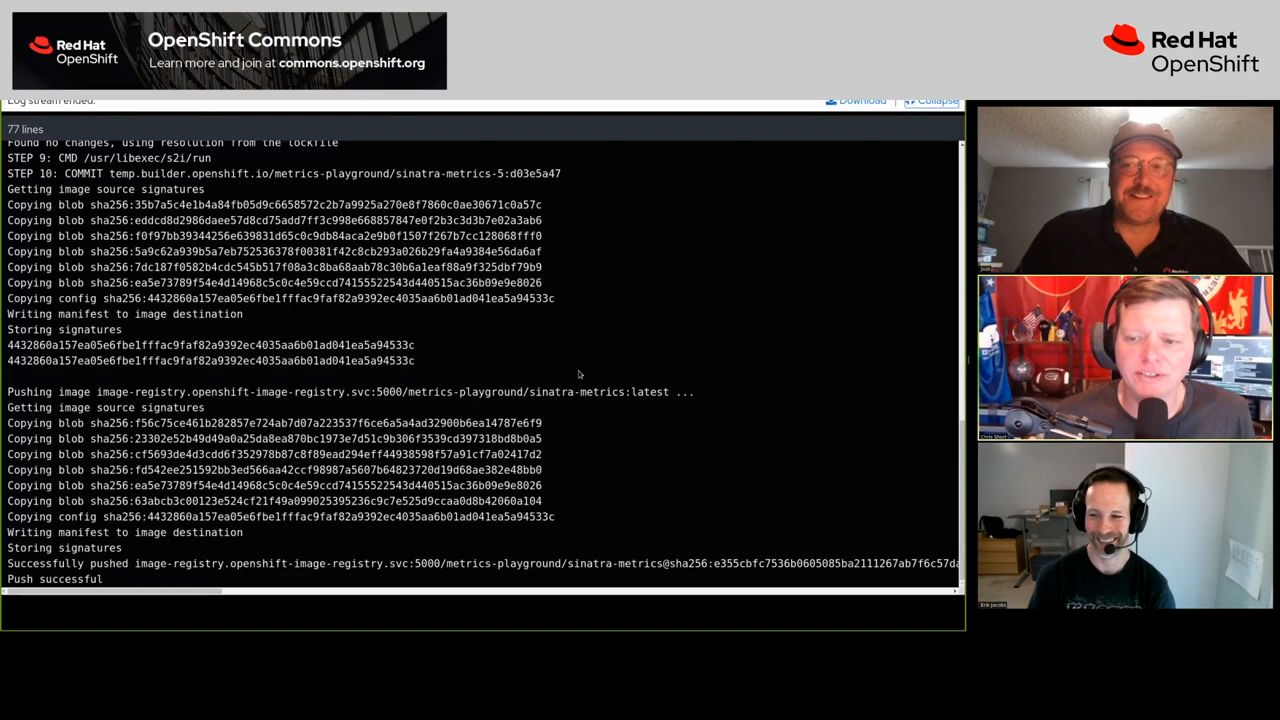 Red Hat
OpenShift
OpenShift Commons
Learn more and join at commons.openshift.org
Red Hat
OpenShift
Log stream ended.
Download | Collapse
77 lines
Found no changes, using resolution from the lockfile
STEP 9: CMD /usr/libexec/s2i/run
STEP 10: COMMIT temp.builder.openshift.io/metrics-playground/sinatra-metrics-5:d03e5a47
Getting image source signatures
Copying blob sha256:35b7a5c4e1b4a84fb05d9c6658572c2b7a9925a270e8f7860c0ae30671c0a57c
Copying blob sha256:eddcd8d2986daee57d8cd75add7ff3c998e668857847e0f2b3c3d3b7e02a3ab6
Copying blob sha256:f0f97bb39344256e639831d65c0c9db84aca2e9b0f1507f267b7cc128068fff0
Copying blob sha256:5a9c62a939b5a7eb752536378f00381f42c8cb293a026b29fa4a9384e56da6af
Copying blob sha256:7dc187f0582b4cdc545b517f08a3c8ba68aab78c30b6a1eaf88a9f325dbf79b9
Copying blob sha256:ea5e73789f4e4d14968c5c0c4e59ccd74155522543d440515ac36b09e9e8026
Copying config sha256:4432860a157ea05e6fbe1fffac9faf82a9392ec4035aa6b01ad041ea5a94533c
Writing manifest to image destination
Storing signatures
4432860a157ea05e6fbe1fffac9faf82a9392ec4035aa6b01ad041ea5a94533c
4432860a157ea05e6fbe1fffac9faf82a9392ec4035aa6b01ad041ea5a94533c
Pushing image image-registry.openshift-image-registry.svc:5000/metrics-playground/sinatra-metrics:latest ...
Getting image source signatures
Copying blob sha256:f56c75ce461b282857e724ab7d07a223537f6ce6a5a4ad32900b6ea14787e6f9
Copying blob sha256:23302e52b49d49a0a25da8ea870bc1973e7d51c9b306f3539cd397318bd8b0a5
Copying blob sha256:cf5693de4d3cdd6f352978b87c8f89ead294eff44938598f57a91cf7a02417d2
Copying blob sha256:fd542ee251592bb3ed566aa42ccf98987a5607b64823720d19d68ae382e48bb0
Copying blob sha256:ea5e73789f4e4d14968c5c0c4e59ccd74155522543d440515ac36b09e9e8026
Copying blob sha256:63abcb3c00123e524cf21f49a099025395236c9c7e525d9ccaa0d8b42060a104
Copying config sha256:4432860a157ea05e6fbe1fffac9faf82a9392ec4035aa6b01ad041ea5a94533c
Writing manifest to image destination
Storing signatures
Successfully pushed image-registry.openshift-image-registry.svc:5000/metrics-playground/sinatra-metrics@sha256:e355cbfc7536b0605085ba2111267ab7f6c57da
Push successful
Chris Short
Erik Jacobs